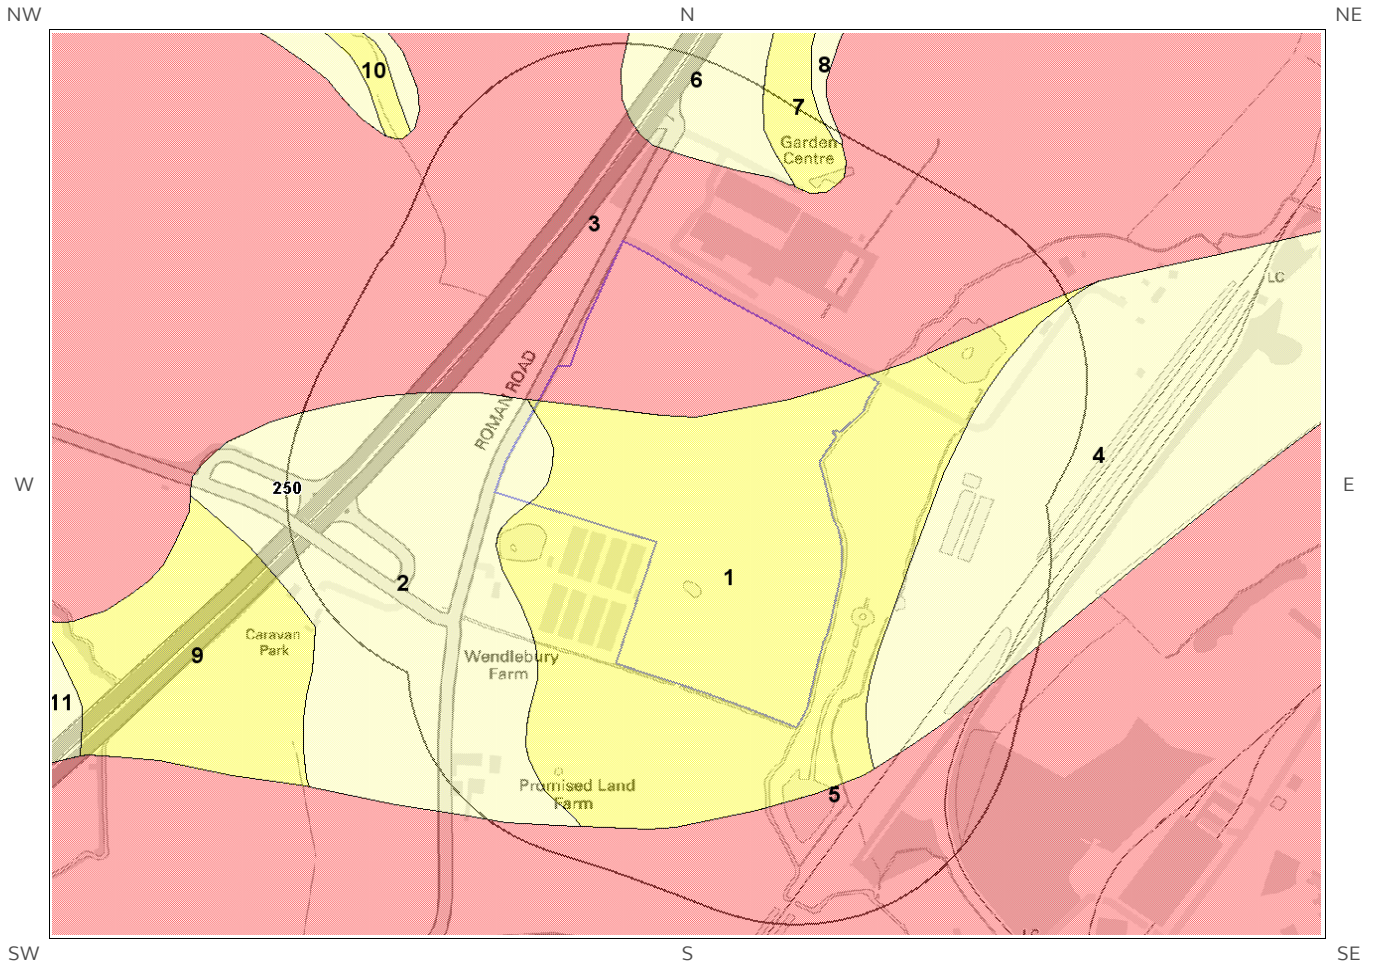 NW
N
NE
10
6
8
7
Garden
Centre
3
LC
ROMAN ROAD
4
W
250
E
1
2
Caravan
Park
9
Wendlebury
Farm
11
Promised Land
Farm
5
SW
S
SE